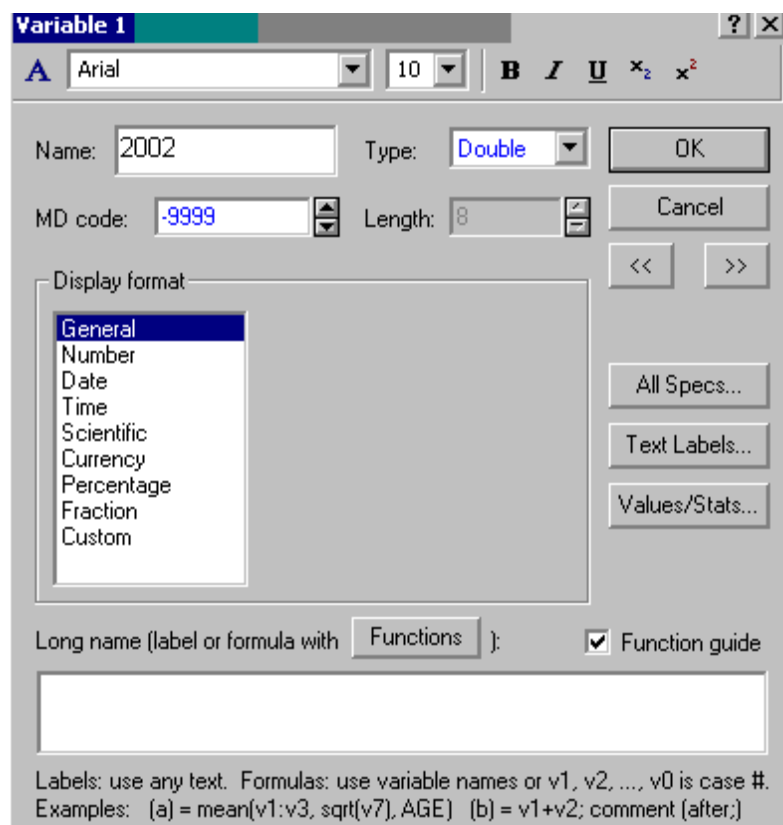 Variable 1 ? ×
A Arial 10 B I U x₂ x²
Name: 2002 Type: Double OK
MD code: -9999 Length: 8 Cancel
<< >>
Display format
General
Number
Date
Time
Scientific
Currency
Percentage
Fraction
Custom
All Specs...
Text Labels...
Values/Stats...
Long name (label or formula with Functions ): Function guide
Labels: use any text. Formulas: use variable names or v1, v2, ..., v0 is case #.
Examples: (a) = mean(v1:v3, sqrt(v7), AGE) (b) = v1+v2; comment (after;)